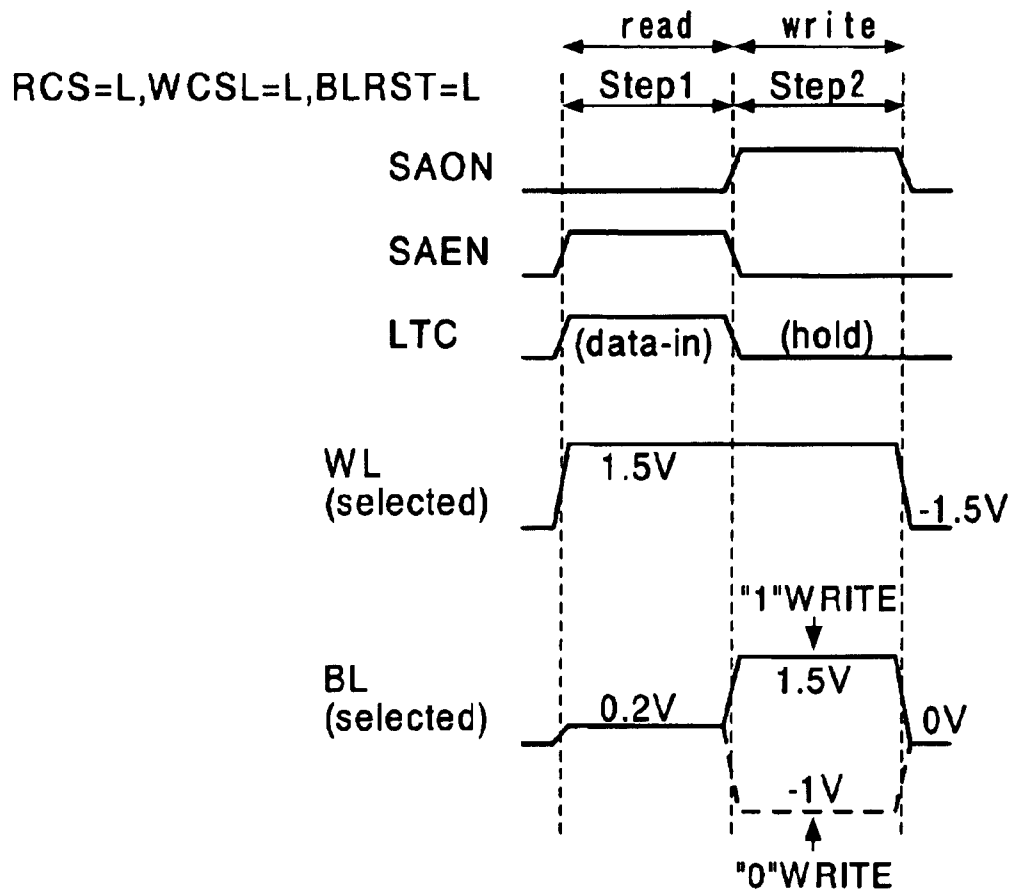 read write
RCS=L,WCSL=L,BLRST=L Step1 Step2
SAON
SAEN
LTC (data-in) (hold)
WL
(selected)
1.5V
-1.5V
"1"WRITE
BL
(selected)
0.2V
1.5V
0V
-1V
"0"WRITE